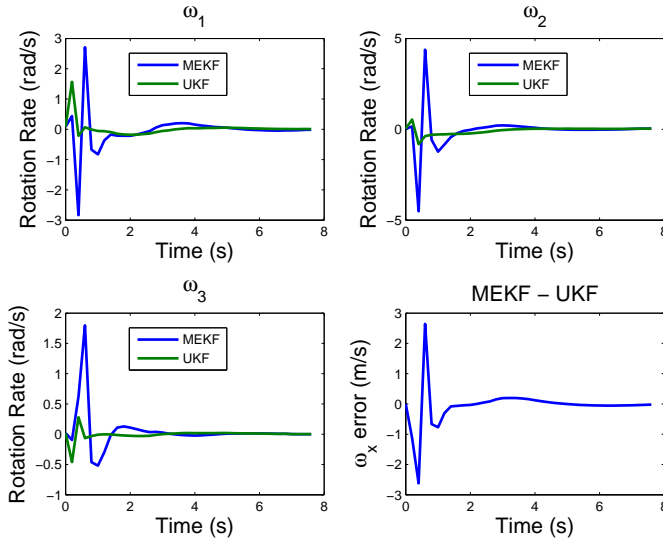 ω1
Rotation Rate (rad/s)
3
2
1
0
−1
−2
−3
0 2 4 6 8
Time (s)
MEKF
UKF
ω2
Rotation Rate (rad/s)
5
0
−5
0 2 4 6 8
Time (s)
MEKF
UKF
ω3
Rotation Rate (rad/s)
2
1.5
1
0.5
0
−0.5
−1
0 2 4 6 8
Time (s)
MEKF
UKF
MEKF − UKF
ωx error (m/s)
3
2
1
0
−1
−2
−3
0 2 4 6 8
Time (s)